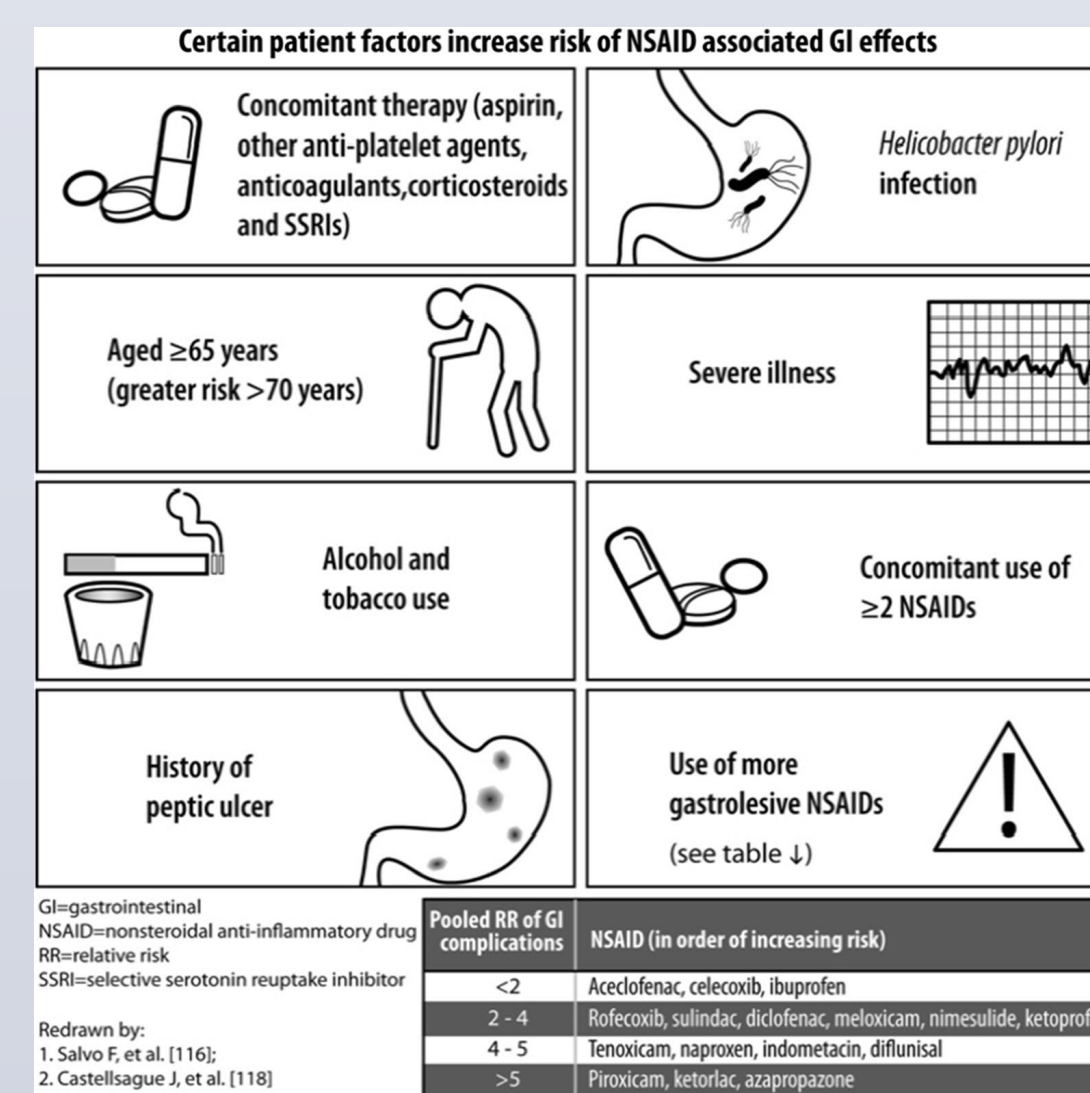 Certain patient factors increase risk of NSAID associated GI effects
Concomitant therapy (aspirin,
other anti-platelet agents,
anticoagulants,corticosteroids
and SSRIs)
Helicobacter pylori
infection
Aged ≥65 years
(greater risk >70 years)
Severe illness
Alcohol and
tobacco use
Concomitant use of
≥2 NSAIDs
History of
peptic ulcer
Use of more
gastrolesive NSAIDs
(see table ↓)
GI=gastrointestinal
NSAID=nonsteroidal anti-inflammatory drug
RR=relative risk
SSRI=selective serotonin reuptake inhibitor
Redrawn by:
1. Salvo F, et al. [116];
2. Castellsague J, et al. [118]
Pooled RR of GI
complications
NSAID (in order of increasing risk)
<2 Aceclofenac, celecoxib, ibuprofen
2 - 4 Rofecoxib, sulindac, diclofenac, meloxicam, nimesulide,
4 - 5 Tenoxicam, naproxen, indometacin, diflunisal
>5 Piroxicam, ketorlac, azapropazone